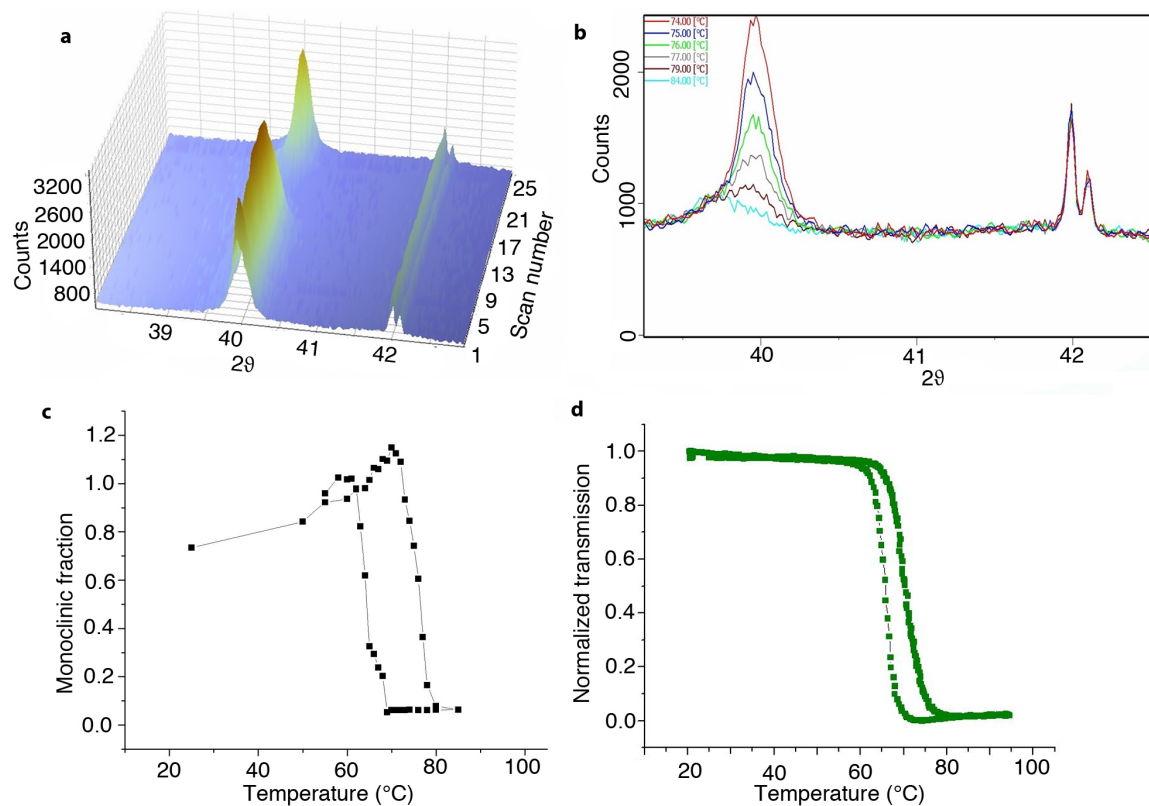 a
3200
2600
2000
1400
800
Counts
39
40
41
42
2ϑ
25
21
17
13
9
5
1
Scan number
b
74.00 [°C]
75.00 [°C]
76.00 [°C]
77.00 [°C]
79.00 [°C]
84.00 [°C]
2000
1000
0
Counts
40
41
42
2ϑ
c
1.2
1.0
0.8
0.6
0.4
0.2
0.0
Monoclinic fraction
20
40
60
80
100
Temperature (°C)
d
1.0
0.8
0.6
0.4
0.2
0.0
Normalized transmission
20
40
60
80
100
Temperature (°C)